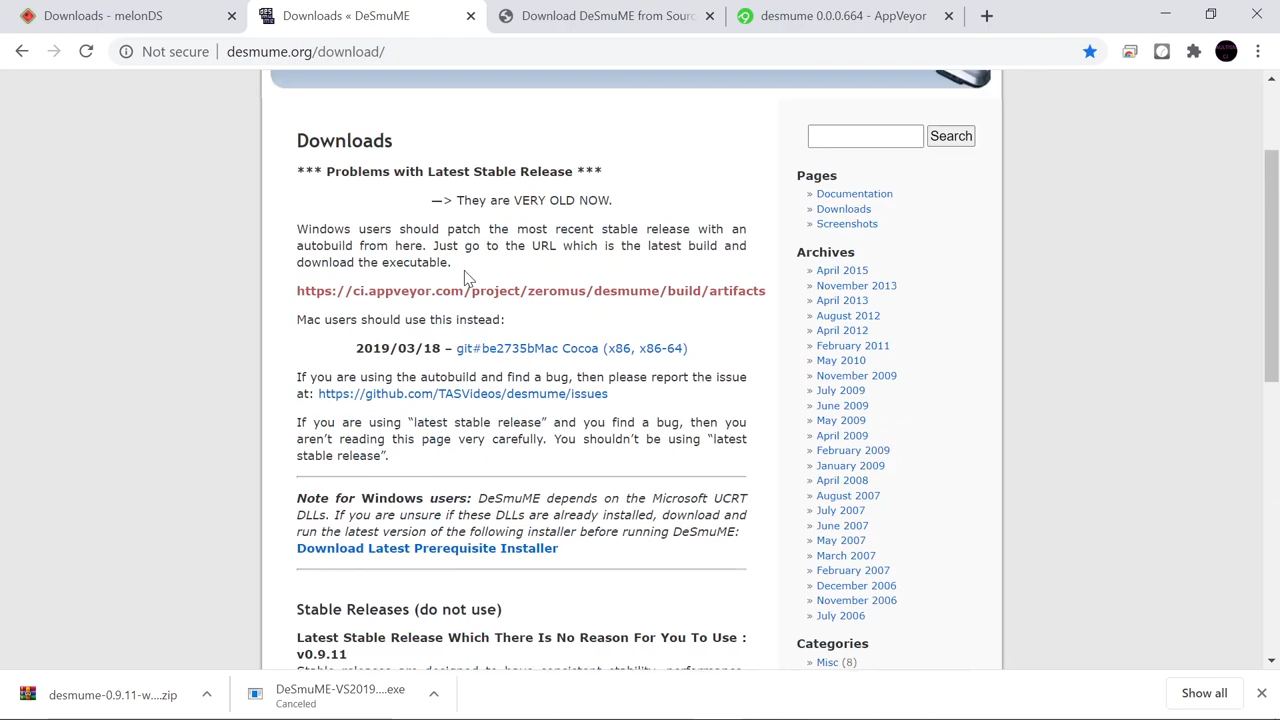 Downloads - melonDS
Downloads « DeSmuME
Download DeSmuME from Sourc
desmume 0.0.0.664 - AppVeyor
Not secure
desmume.org/download/
Downloads
*** Problems with Latest Stable Release ***
—> They are VERY OLD NOW.
Windows users should patch the most recent stable release with an
autobuild from here. Just go to the URL which is the latest build and
download the executable.
https://ci.appveyor.com/project/zeromus/desmume/build/artifacts
Mac users should use this instead:
2019/03/18 – git#be2735bMac Cocoa (x86, x86-64)
If you are using the autobuild and find a bug, then please report the issue
at: https://github.com/TASVideos/desmume/issues
If you are using “latest stable release” and you find a bug, then you
aren’t reading this page very carefully. You shouldn’t be using “latest
stable release”.
Note for Windows users: DeSmuME depends on the Microsoft UCRT
DLLs. If you are unsure if these DLLs are already installed, download and
run the latest version of the following installer before running DeSmuME:
Download Latest Prerequisite Installer
Stable Releases (do not use)
Latest Stable Release Which There Is No Reason For You To Use :
v0.9.11
Search
Pages
» Documentation
» Downloads
» Screenshots
Archives
» April 2015
» November 2013
» April 2013
» August 2012
» April 2012
» February 2011
» May 2010
» November 2009
» July 2009
» June 2009
» May 2009
» April 2009
» February 2009
» January 2009
» April 2008
» August 2007
» July 2007
» June 2007
» May 2007
» March 2007
» February 2007
» December 2006
» November 2006
» July 2006
Categories
» Misc (8)
desmume-0.9.11-w....zip
DeSmuME-VS2019....exe
Canceled
Show all